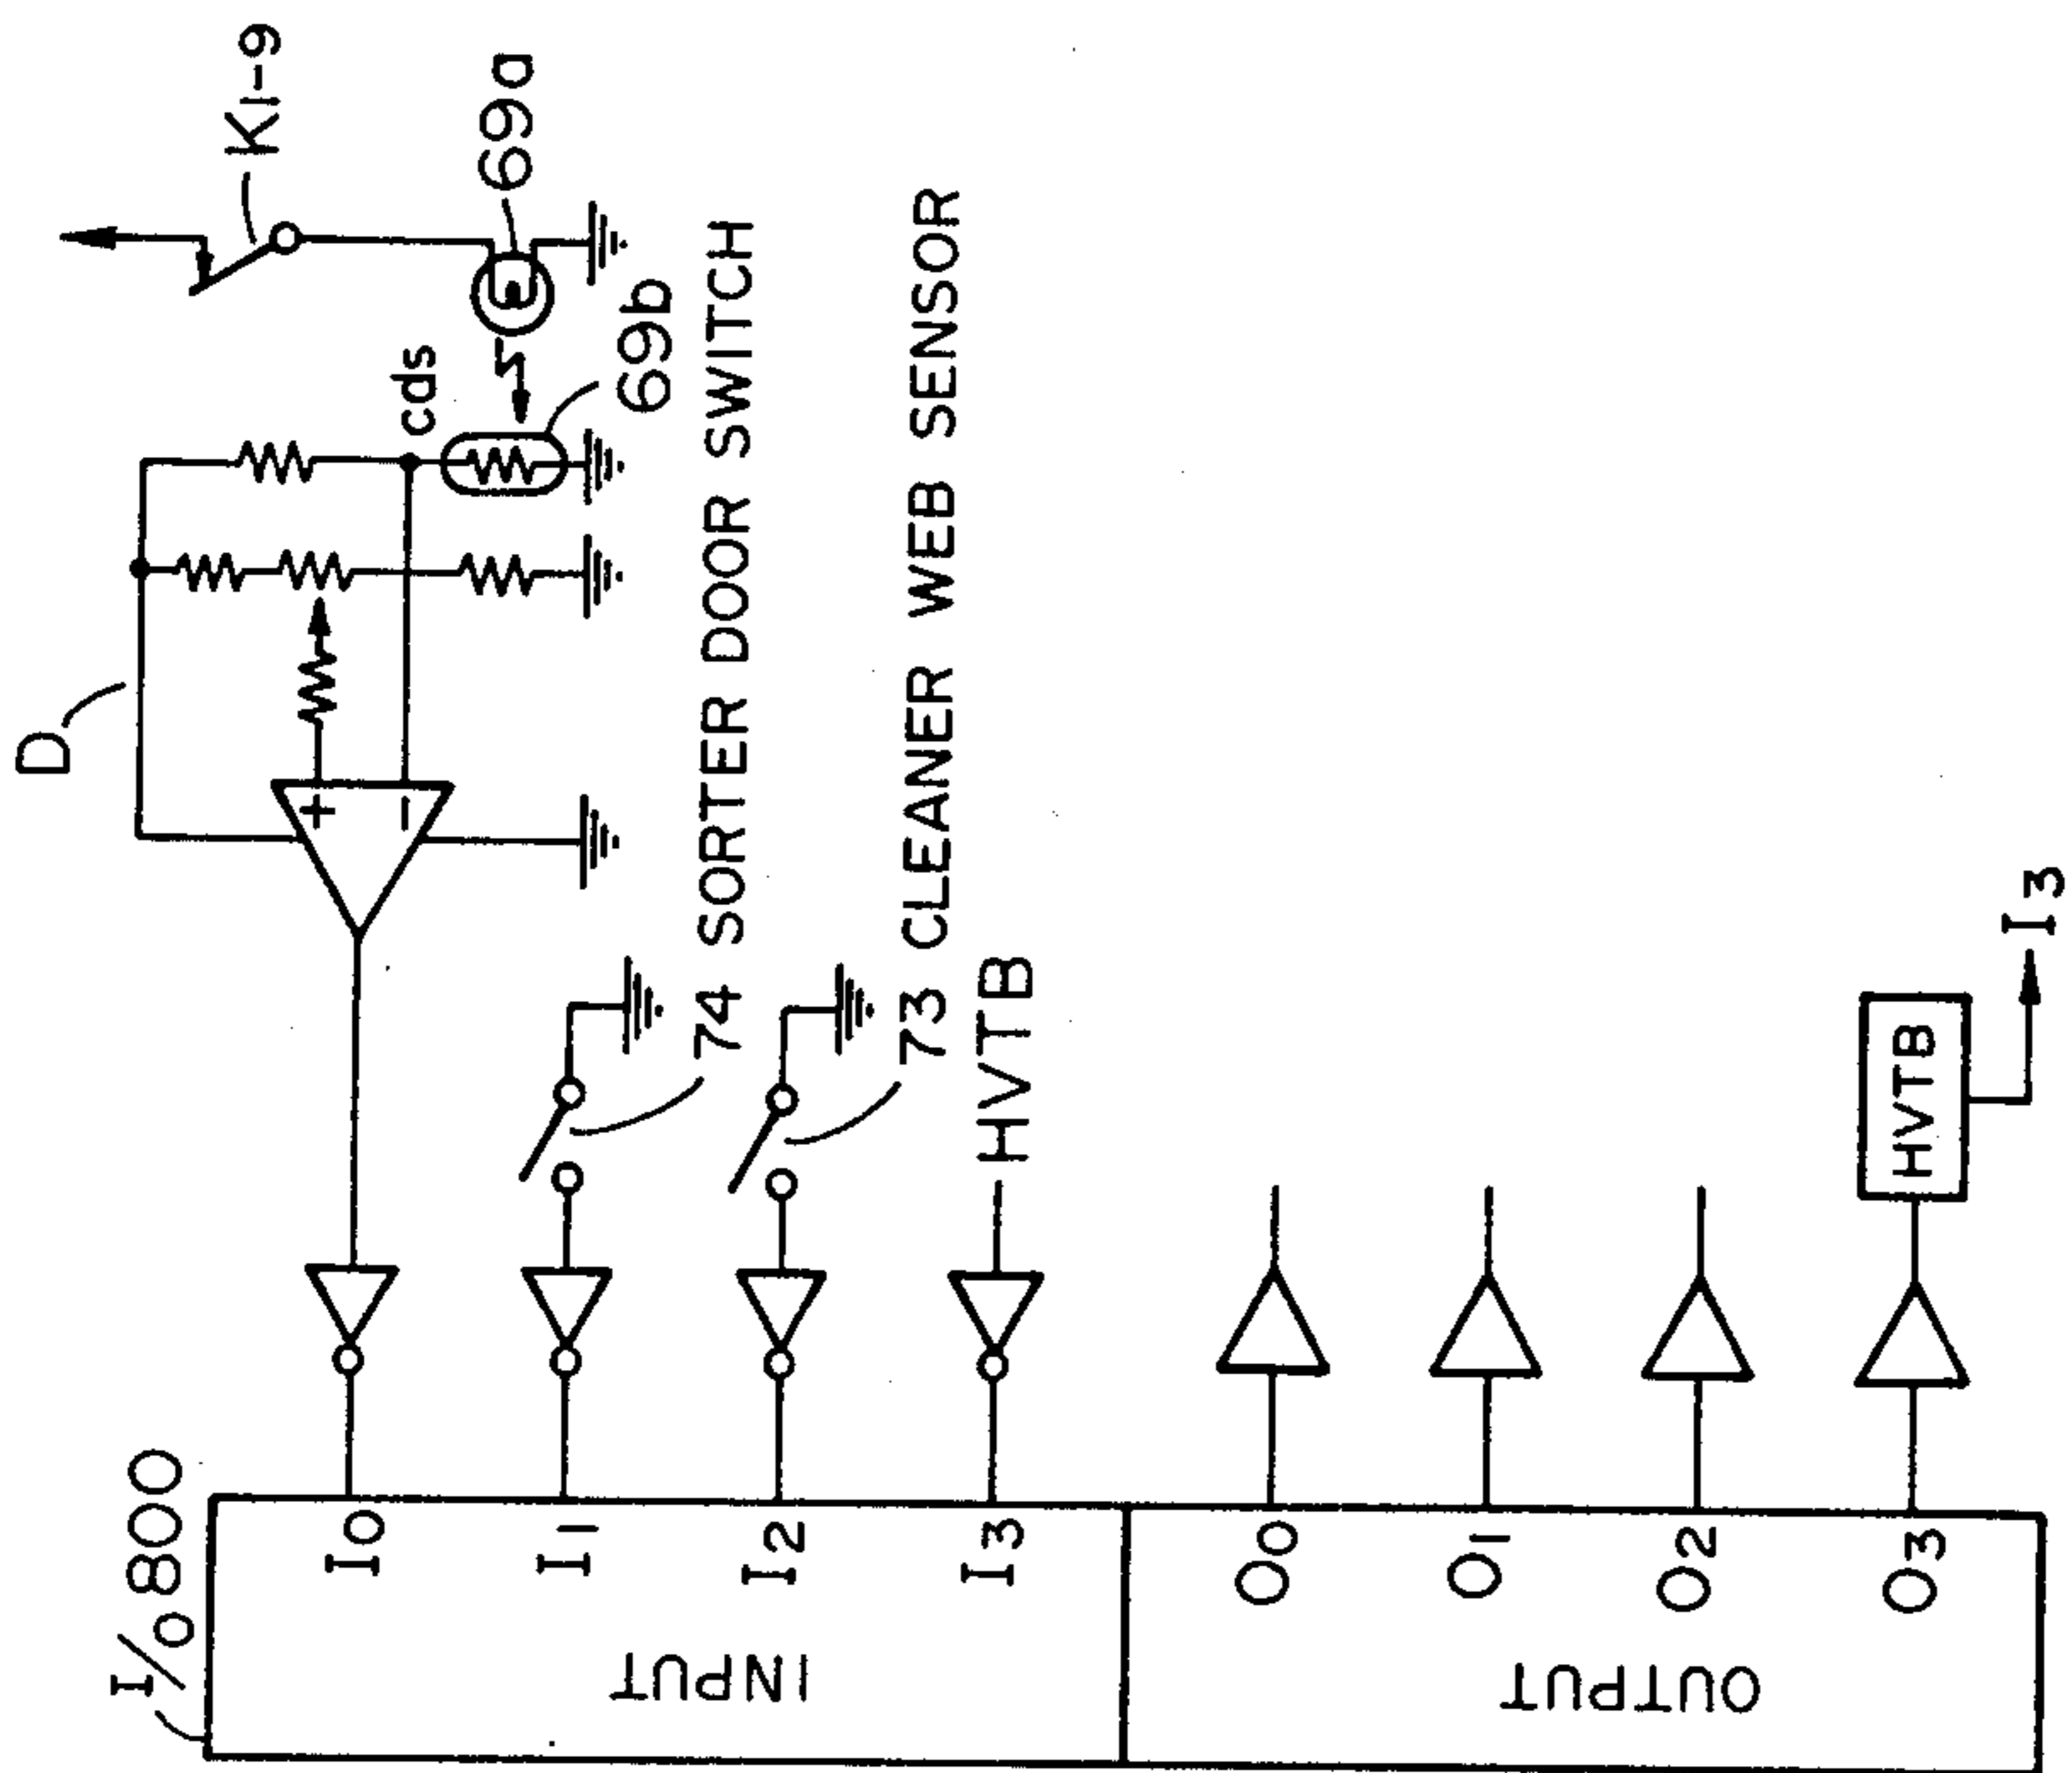 I/O 800
INPUT
I0
I1
I2
I3
OUTPUT
O0
O1
O2
O3
D
+
−
cds
K1-9
69a
69b
74 SORTER DOOR SWITCH
73 CLEANER WEB SENSOR
HVTB
HVTB
I3